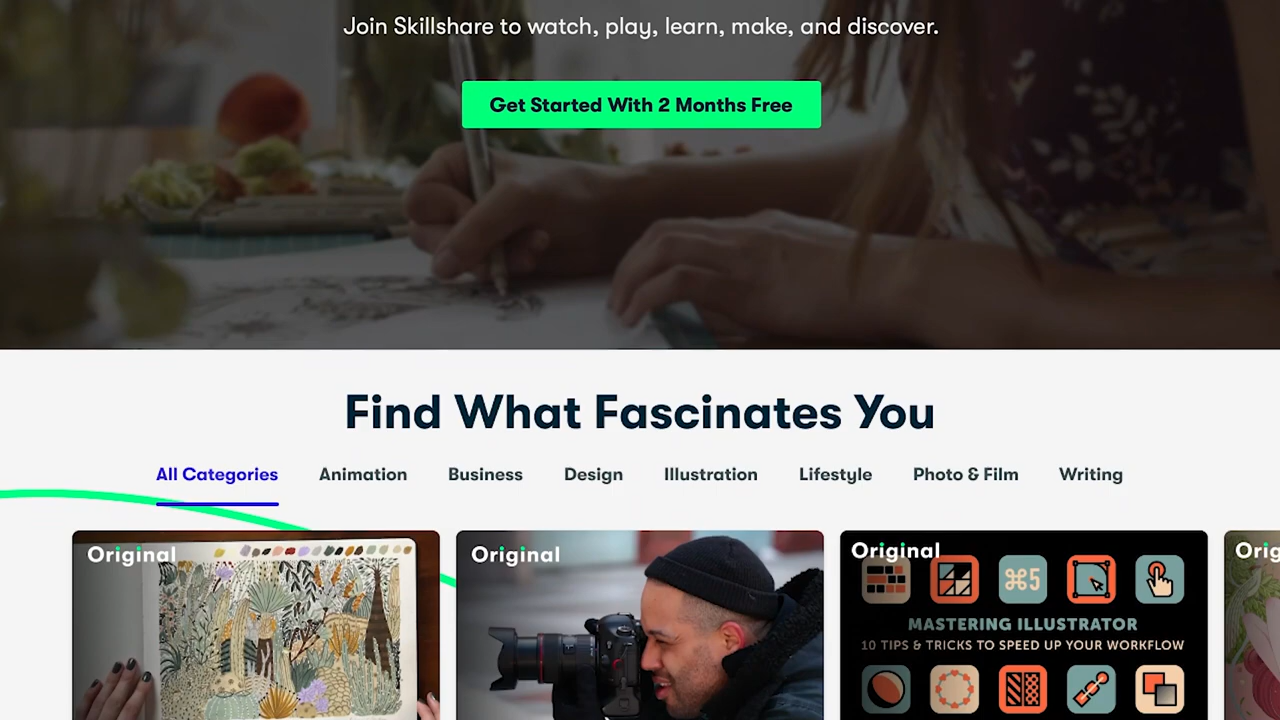 Join Skillshare to watch, play, learn, make, and discover.
Get Started With 2 Months Free
Find What Fascinates You
All Categories Animation Business Design Illustration Lifestyle Photo & Film Writing
Original Original Original Orig
⌘5
MASTERING ILLUSTRATOR
10 TIPS & TRICKS TO SPEED UP YOUR WORKFLOW